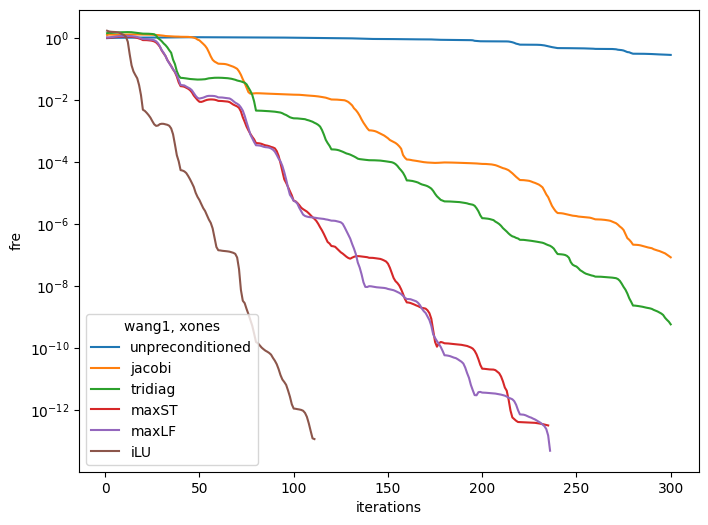 10^0
10^−2
10^−4
10^−6
10^−8
10^−10
10^−12
fre
wang1, xones
unpreconditioned
jacobi
tridiag
maxST
maxLF
iLU
0 50 100 150 200 250 300
iterations